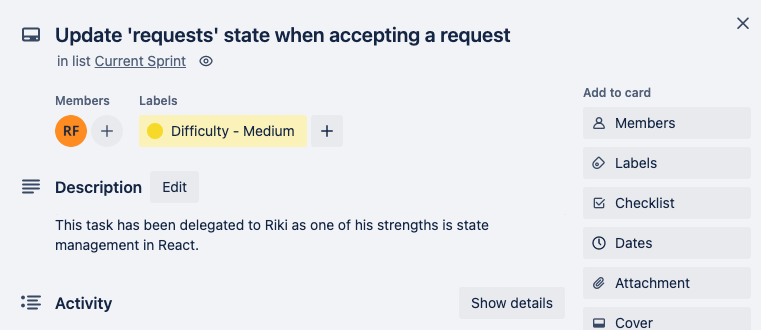 Update 'requests' state when accepting a request
in list Current Sprint
Members
Labels
RF
Difficulty - Medium
Description
Edit
This task has been delegated to Riki as one of his strengths is state
management in React.
Activity
Show details
Add to card
Members
Labels
Checklist
Dates
Attachment
Cover